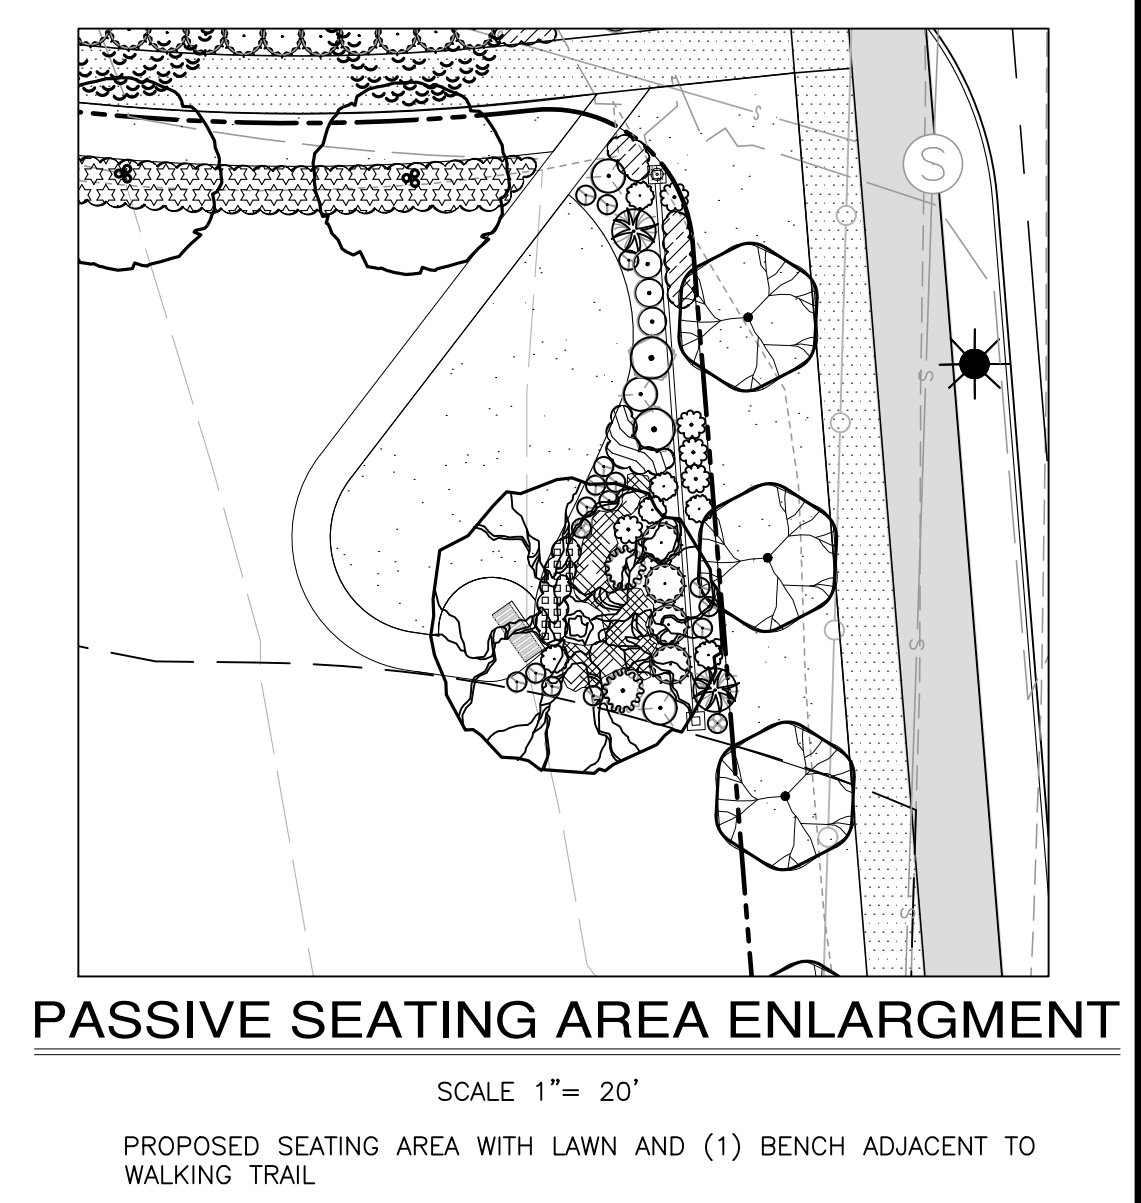 S
S
S
S
S
PASSIVE SEATING AREA ENLARGMENT
SCALE 1”= 20’
PROPOSED SEATING AREA WITH LAWN AND (1) BENCH ADJACENT TO
WALKING TRAIL